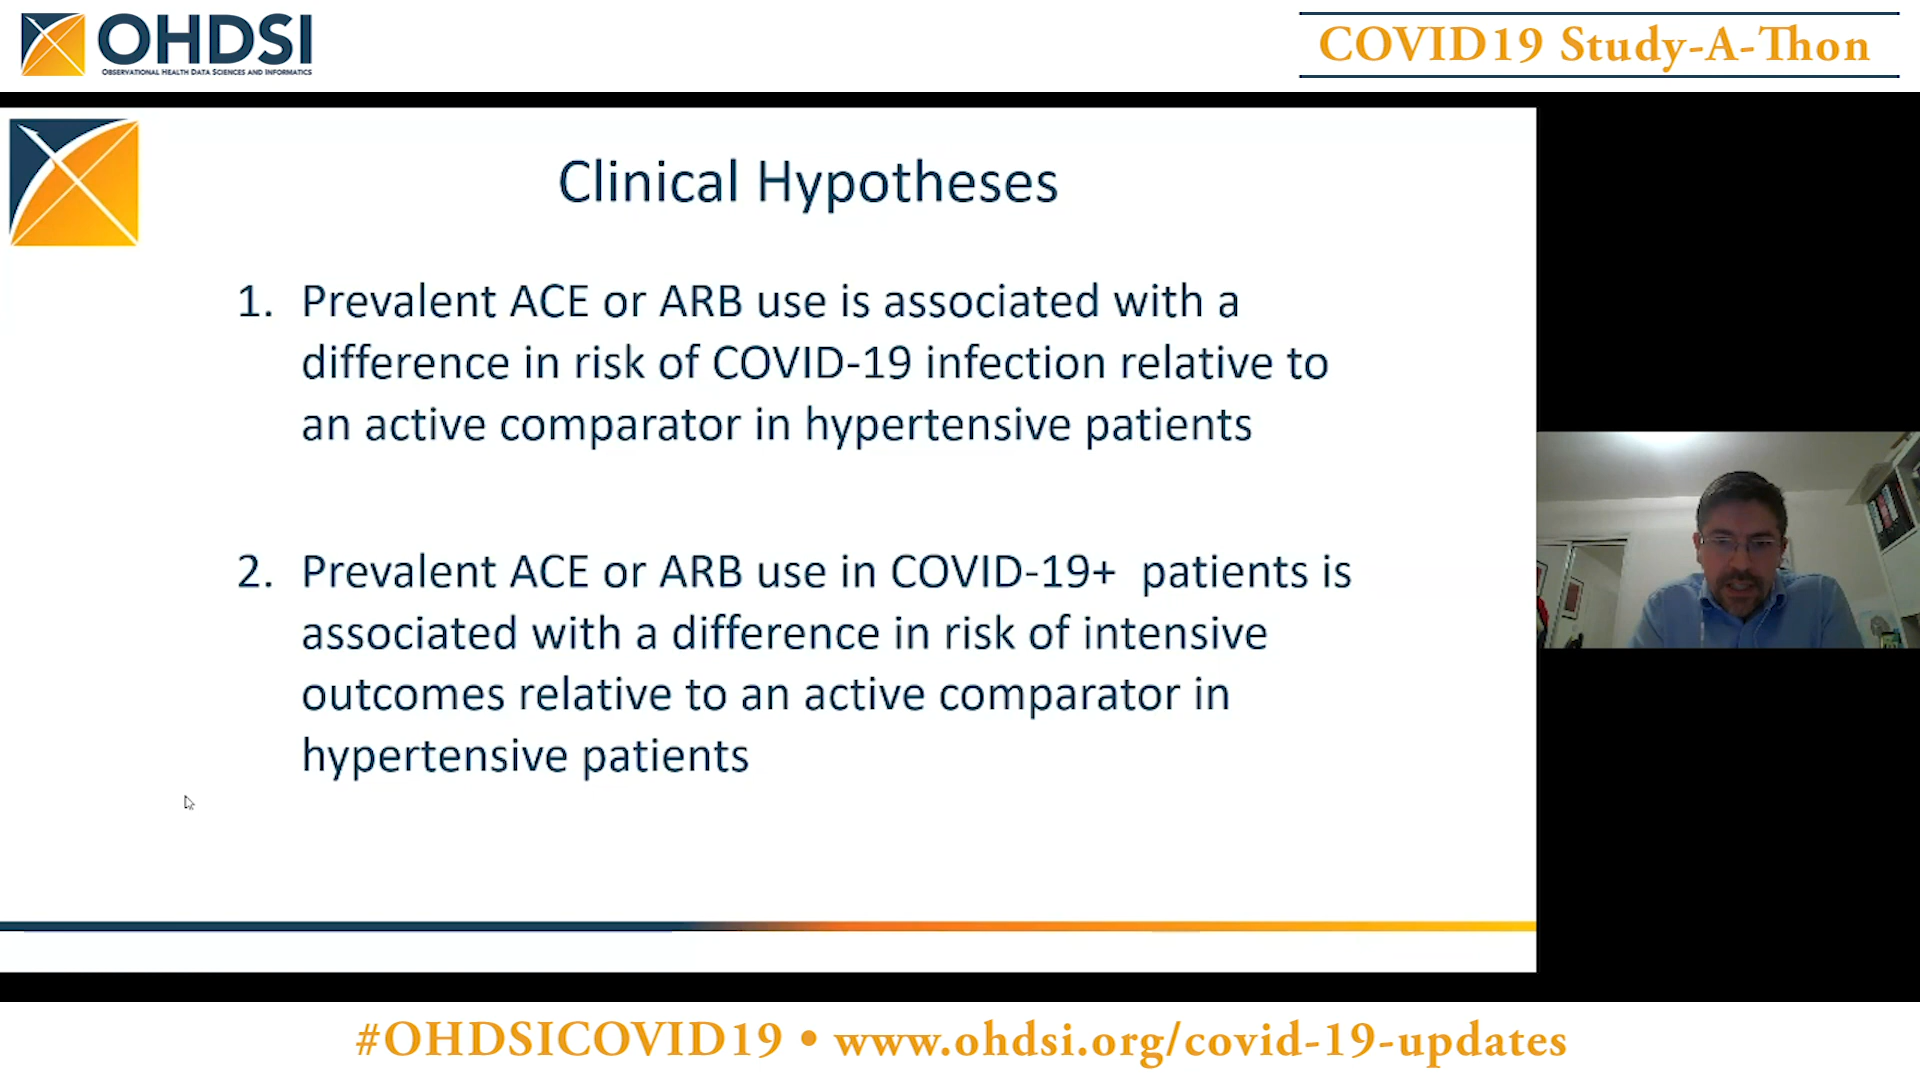 OHDSI
OBSERVATIONAL HEALTH DATA SCIENCES AND INFORMATICS
COVID19 Study-A-Thon
Clinical Hypotheses
1. Prevalent ACE or ARB use is associated with a
difference in risk of COVID-19 infection relative to
an active comparator in hypertensive patients
2. Prevalent ACE or ARB use in COVID-19+ patients is
associated with a difference in risk of intensive
outcomes relative to an active comparator in
hypertensive patients
#OHDSICOVID19 • www.ohdsi.org/covid-19-updates